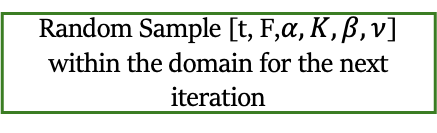 Random Sample [t, F,𝛼, 𝐾, 𝛽, 𝜈]
within the domain for the next
iteration